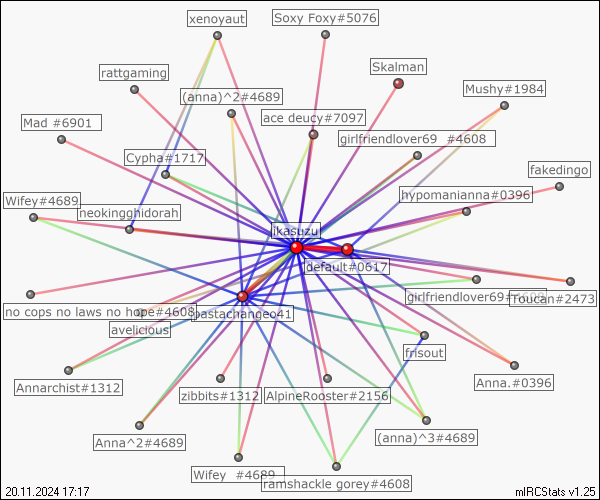 xenoyaut
Soxy Foxy#5076
rattgaming
Skalman
Mushy#1984
(anna)^2#4689
Mad #6901
ace deucy#7097
girlfriendlover69 #4608
Cypha#1717
fakedingo
Wifey#4689
neokingghidorah
hypomanianna#0396
ikasuzu
default#0617
girlfriendlover69#4608
Toucan#2473
no cops no laws no hope#4608
pastachangeo41
avelicious
frisout
Annarchist#1312
zibbits#1312
AlpineRooster#2156
Anna.#0396
Anna^2#4689
(anna)^3#4689
Wifey #4689
ramshackle gorey#4608
20.11.2024 17:17
mIRCStats v1.25